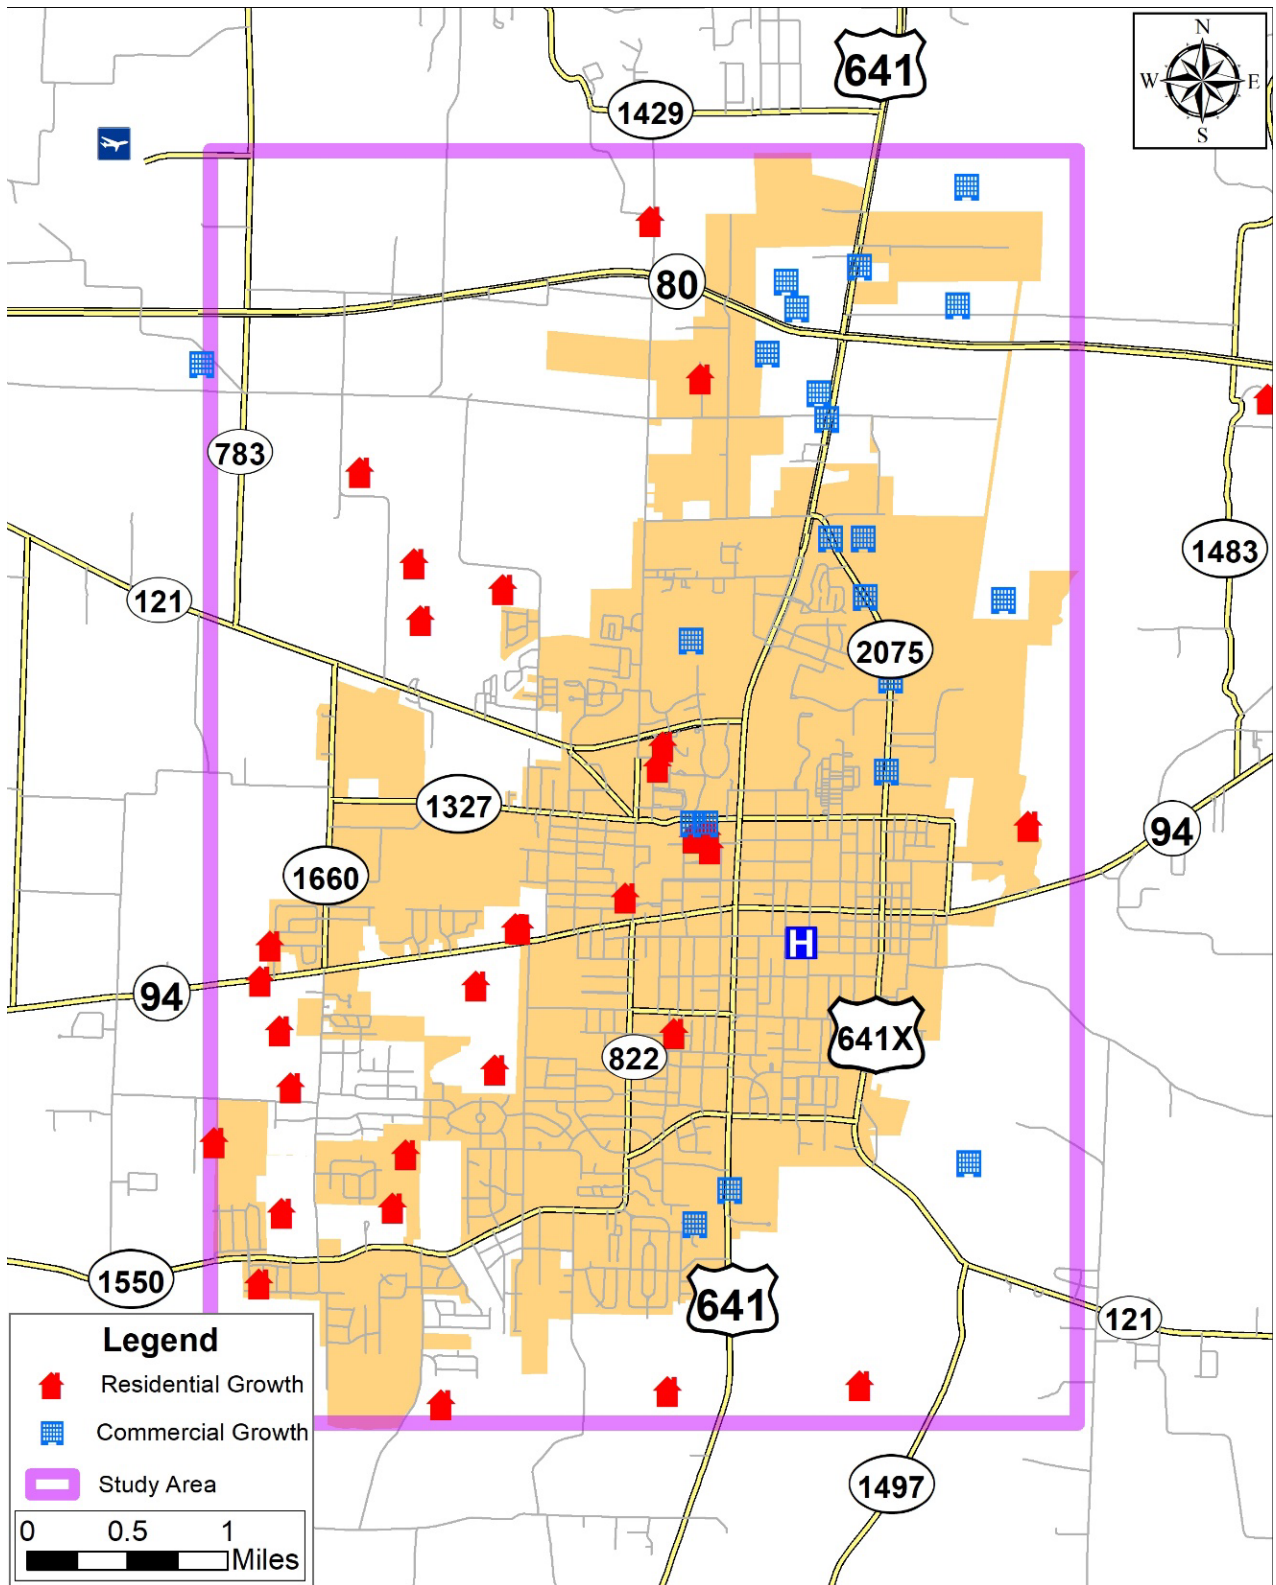 N
W E
S
641
1429
80
783
121
1483
2075
1327
94
1660
94
H
641X
822
1550
641
121
1497
Legend
Residential Growth
Commercial Growth
Study Area
0 0.5 1
Miles